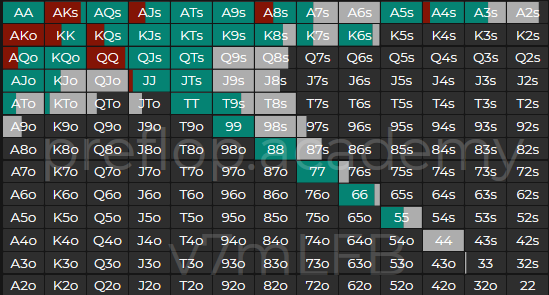 AA AKs AQs AJs ATs A9s A8s A7s A6s A5s A4s A3s A2s
AKo KK KQs KJs KTs K9s K8s K7s K6s K5s K4s K3s K2s
AQo KQo QQ QJs QTs Q9s Q8s Q7s Q6s Q5s Q4s Q3s Q2s
AJo KJo QJo JJ JTs J9s J8s J7s J6s J5s J4s J3s J2s
ATo KTo QTo JTo TT T9s T8s T7s T6s T5s T4s T3s T2s
A9o K9o Q9o J9o T9o 99 98s 97s 96s 95s 94s 93s 92s
A8o K8o Q8o J8o T8o 98o 88 87s 86s 85s 84s 83s 82s
preflop.academy
A7o K7o Q7o J7o T7o 97o 87o 77 76s 75s 74s 73s 72s
A6o K6o Q6o J6o T6o 96o 86o 76o 66 65s 64s 63s 62s
A5o K5o Q5o J5o T5o 95o 85o 75o 65o 55 54s 53s 52s
A4o K4o Q4o J4o T4o 94o 84o 74o 64o 54o 44 43s 42s
v7mLFB
A3o K3o Q3o J3o T3o 93o 83o 73o 63o 53o 43o 33 32s
A2o K2o Q2o J2o T2o 92o 82o 72o 62o 52o 42o 32o 22